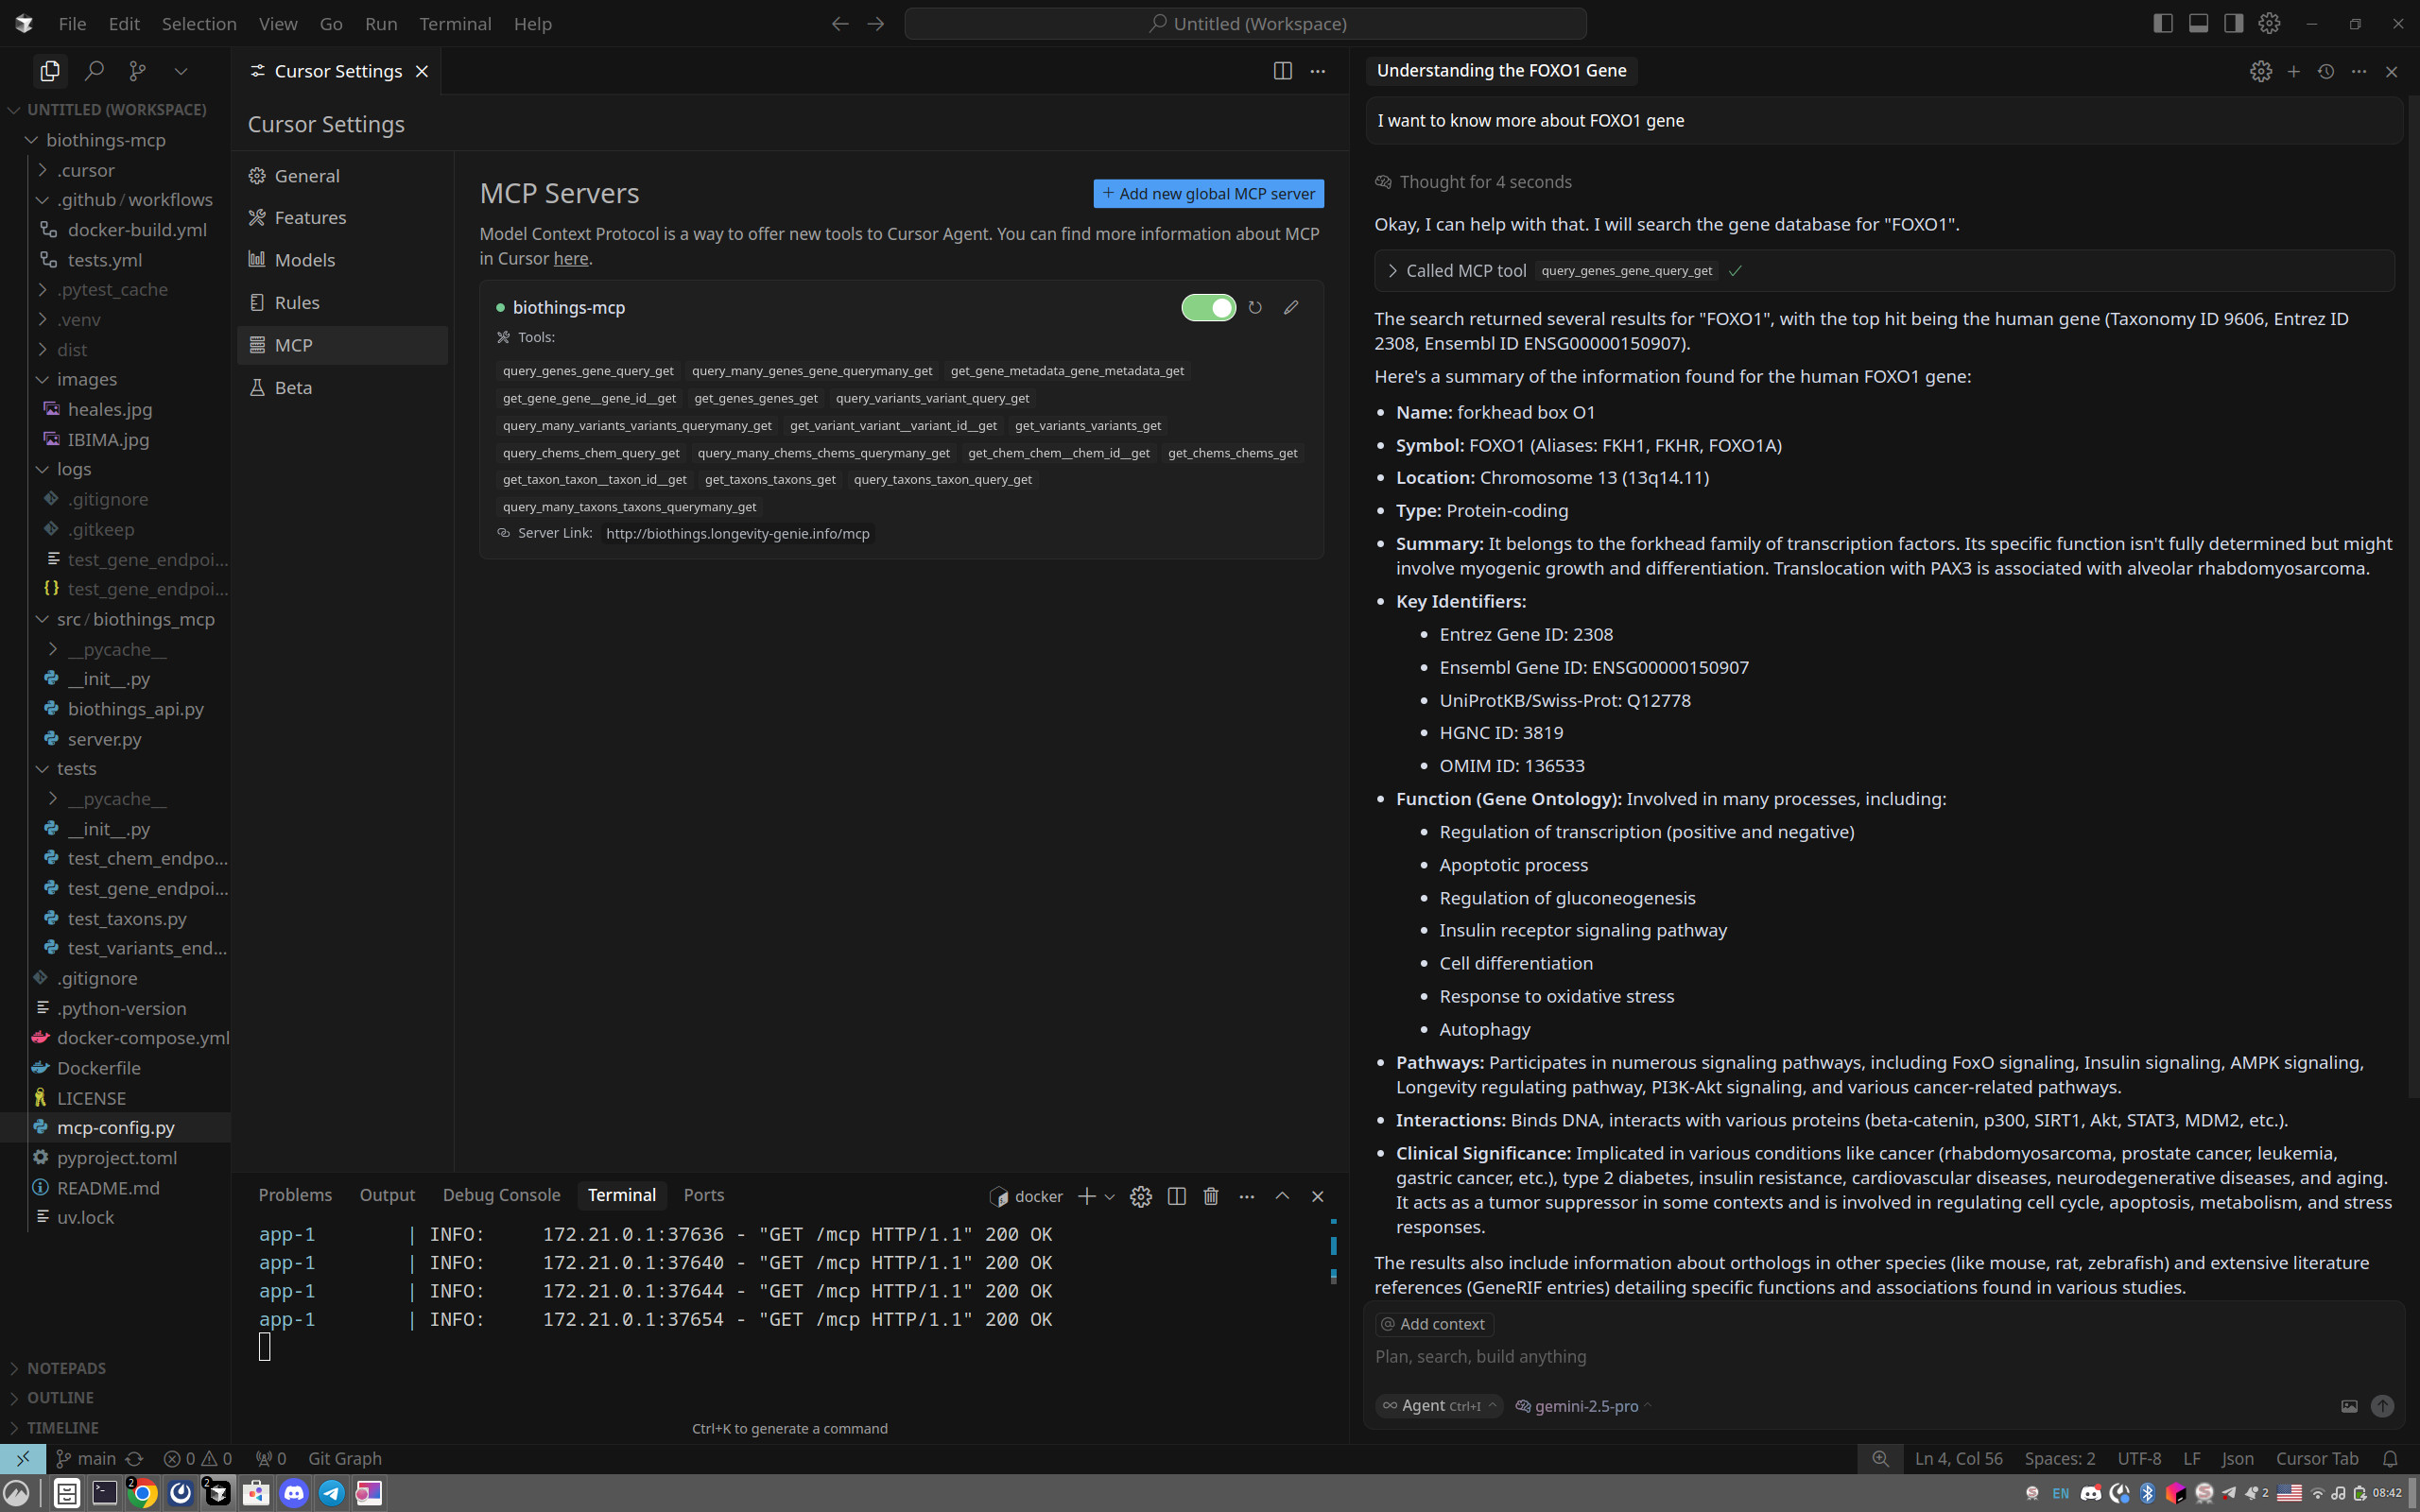 File Edit Selection View Go Run Terminal Help
Untitled (Workspace)
UNTITLED (WORKSPACE)
biothings-mcp
.cursor
.github / workflows
docker-build.yml
tests.yml
.pytest_cache
.venv
dist
images
heales.jpg
IBIMA.jpg
logs
.gitignore
.gitkeep
test_gene_endpoi...
test_gene_endpoi...
src / biothings_mcp
__pycache__
__init__.py
biothings_api.py
server.py
tests
__pycache__
__init__.py
test_chem_endpo...
test_gene_endpoi...
test_taxons.py
test_variants_end...
.gitignore
.python-version
docker-compose.yml
Dockerfile
LICENSE
mcp-config.py
pyproject.toml
README.md
uv.lock
NOTEPADS
OUTLINE
TIMELINE
Cursor Settings
Cursor Settings
General
Features
Models
Rules
MCP
Beta
MCP Servers
+ Add new global MCP server
Model Context Protocol is a way to offer new tools to Cursor Agent. You can find more information about MCP
in Cursor here.
biothings-mcp
Tools:
query_genes_gene_query_get query_many_genes_gene_querymany_get get_gene_metadata_gene_metadata_get
get_gene_gene__gene_id__get get_genes_genes_get query_variants_variant_query_get
query_many_variants_variants_querymany_get get_variant_variant__variant_id__get get_variants_variants_get
query_chems_chem_query_get query_many_chems_chems_querymany_get get_chem_chem__chem_id__get get_chems_chems_get
get_taxon_taxon__taxon_id__get get_taxons_taxons_get query_taxons_taxon_query_get
query_many_taxons_taxons_querymany_get
Server Link: http://biothings.longevity-genie.info/mcp
Problems Output Debug Console Terminal Ports
docker
app-1 | INFO: 172.21.0.1:37636 - "GET /mcp HTTP/1.1" 200 OK
app-1 | INFO: 172.21.0.1:37640 - "GET /mcp HTTP/1.1" 200 OK
app-1 | INFO: 172.21.0.1:37644 - "GET /mcp HTTP/1.1" 200 OK
app-1 | INFO: 172.21.0.1:37654 - "GET /mcp HTTP/1.1" 200 OK
Ctrl+K to generate a command
Understanding the FOXO1 Gene
I want to know more about FOXO1 gene
Thought for 4 seconds
Okay, I can help with that. I will search the gene database for "FOXO1".
Called MCP tool query_genes_gene_query_get
The search returned several results for "FOXO1", with the top hit being the human gene (Taxonomy ID 9606, Entrez ID
2308, Ensembl ID ENSG00000150907).
Here's a summary of the information found for the human FOXO1 gene:
• Name: forkhead box O1
• Symbol: FOXO1 (Aliases: FKH1, FKHR, FOXO1A)
• Location: Chromosome 13 (13q14.11)
• Type: Protein-coding
• Summary: It belongs to the forkhead family of transcription factors. Its specific function isn't fully determined but might
involve myogenic growth and differentiation. Translocation with PAX3 is associated with alveolar rhabdomyosarcoma.
• Key Identifiers:
• Entrez Gene ID: 2308
• Ensembl Gene ID: ENSG00000150907
• UniProtKB/Swiss-Prot: Q12778
• HGNC ID: 3819
• OMIM ID: 136533
• Function (Gene Ontology): Involved in many processes, including:
• Regulation of transcription (positive and negative)
• Apoptotic process
• Regulation of gluconeogenesis
• Insulin receptor signaling pathway
• Cell differentiation
• Response to oxidative stress
• Autophagy
• Pathways: Participates in numerous signaling pathways, including FoxO signaling, Insulin signaling, AMPK signaling,
Longevity regulating pathway, PI3K-Akt signaling, and various cancer-related pathways.
• Interactions: Binds DNA, interacts with various proteins (beta-catenin, p300, SIRT1, Akt, STAT3, MDM2, etc.).
• Clinical Significance: Implicated in various conditions like cancer (rhabdomyosarcoma, prostate cancer, leukemia,
gastric cancer, etc.), type 2 diabetes, insulin resistance, cardiovascular diseases, neurodegenerative diseases, and aging.
It acts as a tumor suppressor in some contexts and is involved in regulating cell cycle, apoptosis, metabolism, and stress
responses.
The results also include information about orthologs in other species (like mouse, rat, zebrafish) and extensive literature
references (GeneRIF entries) detailing specific functions and associations found in various studies.
@ Add context
Plan, search, build anything
∞ Agent Ctrl+I gemini-2.5-pro
main 0 0 0 Git Graph
Ln 4, Col 56 Spaces: 2 UTF-8 LF Json Cursor Tab
2 2 EN 2 08:42